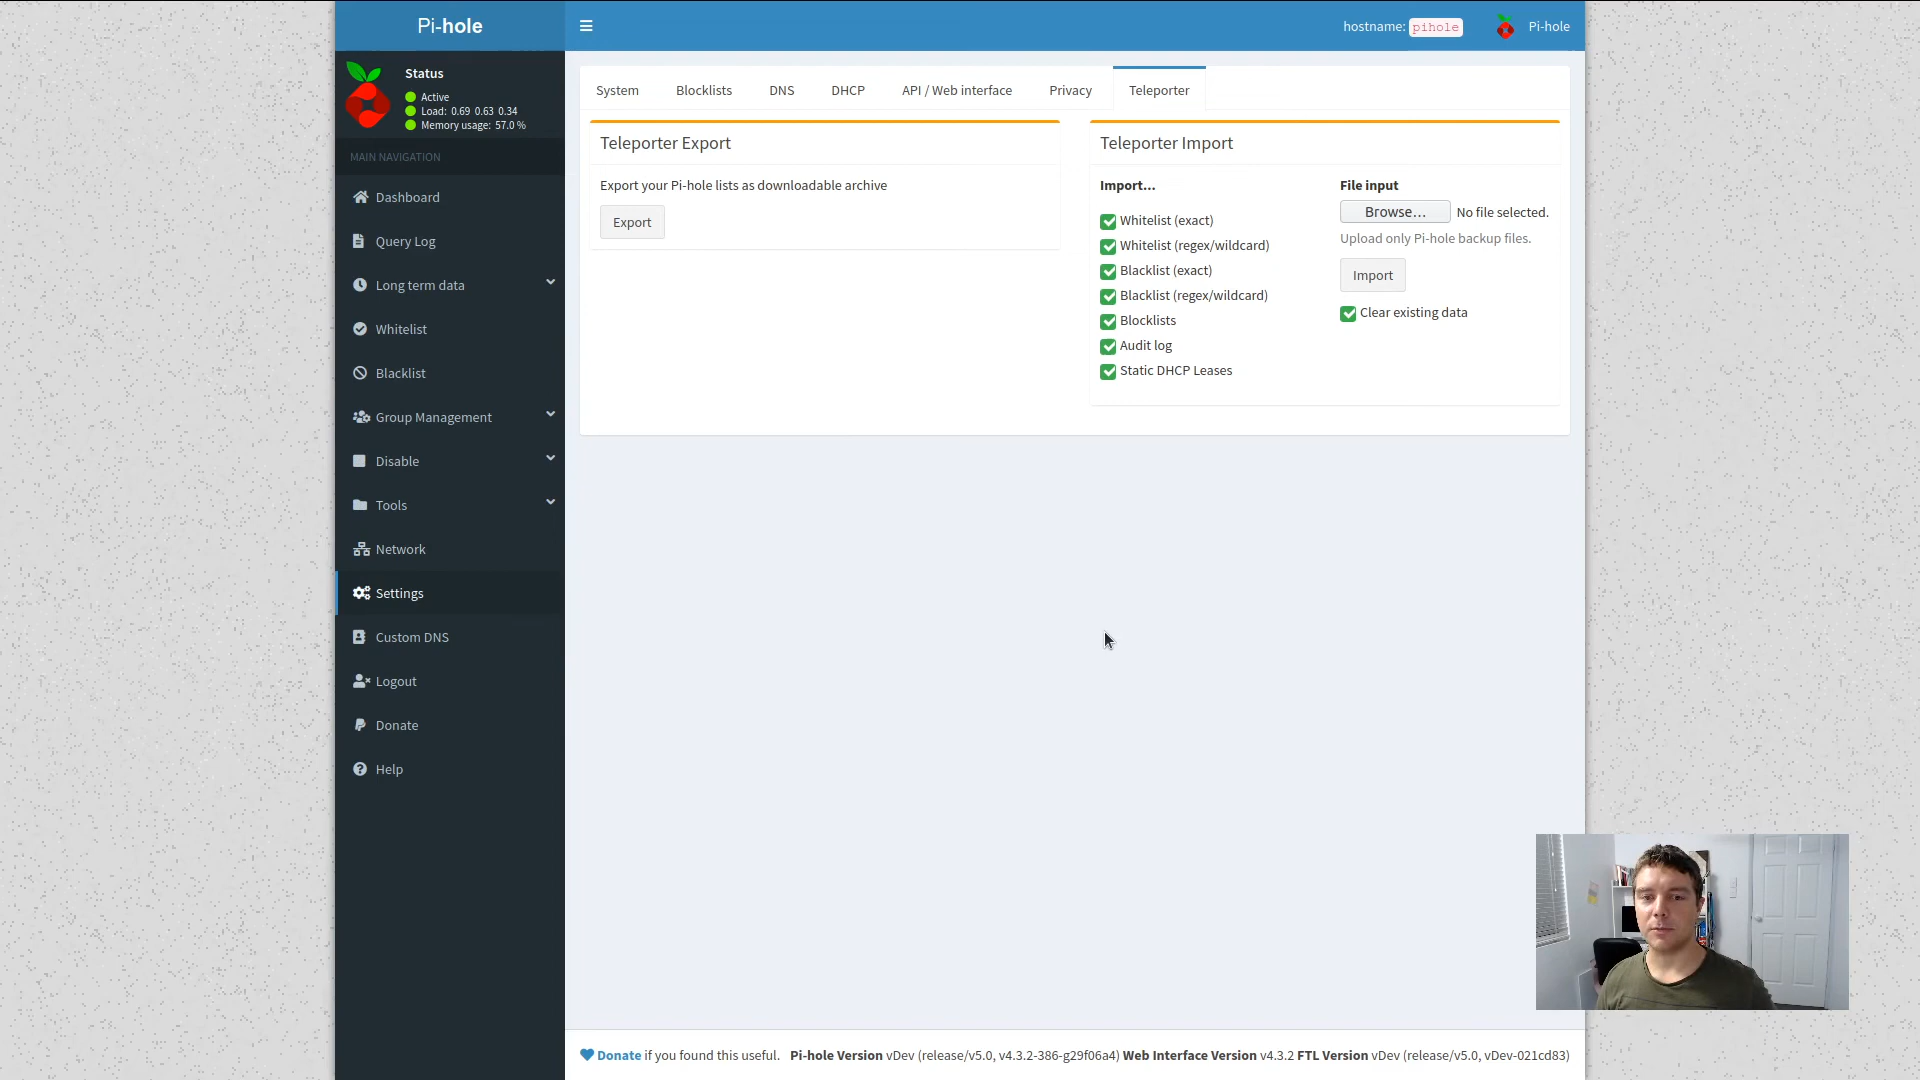 Pi-hole
hostname: pihole
Pi-hole
Status
Active
Load: 0.69 0.63 0.34
Memory usage: 57.0 %
MAIN NAVIGATION
Dashboard
Query Log
Long term data
Whitelist
Blacklist
Group Management
Disable
Tools
Network
Settings
Custom DNS
Logout
Donate
Help
System
Blocklists
DNS
DHCP
API / Web interface
Privacy
Teleporter
Teleporter Export
Export your Pi-hole lists as downloadable archive
Export
Teleporter Import
Import...
Whitelist (exact)
Whitelist (regex/wildcard)
Blacklist (exact)
Blacklist (regex/wildcard)
Blocklists
Audit log
Static DHCP Leases
File input
Browse... No file selected.
Upload only Pi-hole backup files.
Import
Clear existing data
Donate if you found this useful. Pi-hole Version vDev (release/v5.0, v4.3.2-386-g29f06a4) Web Interface Version v4.3.2 FTL Version vDev (release/v5.0, vDev-021cd83)